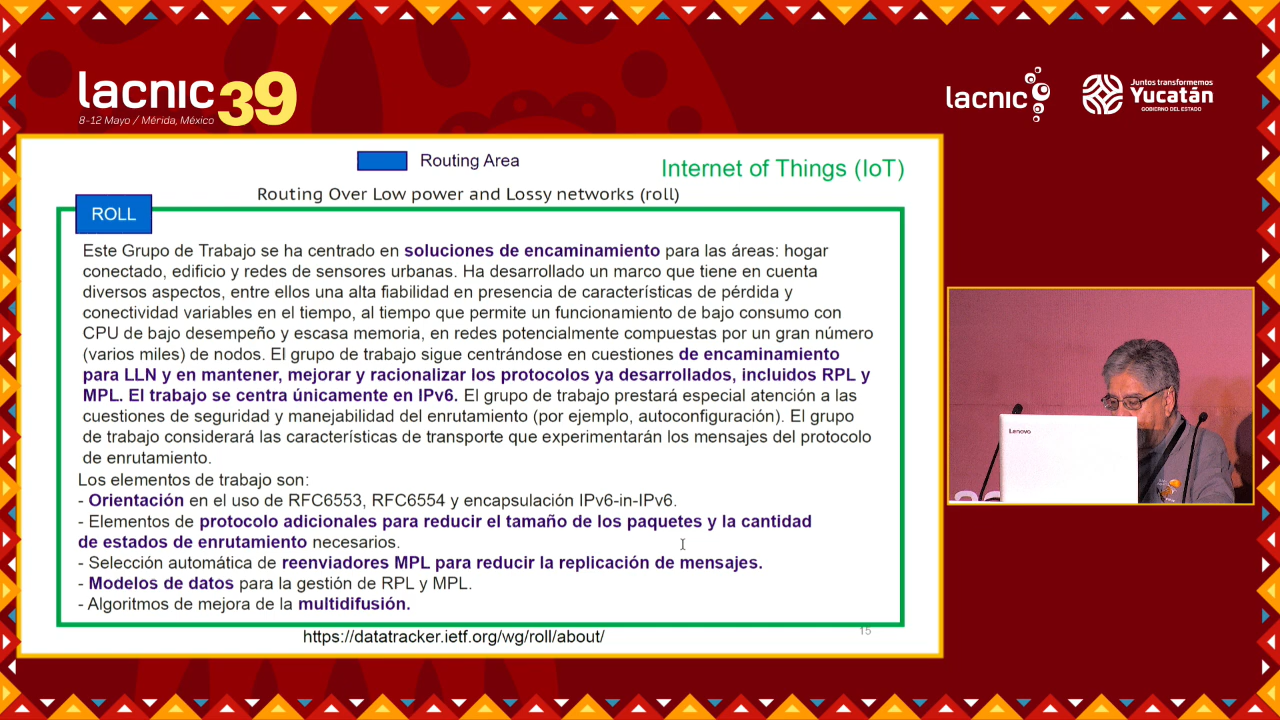 lacnic 39
8-12 Mayo / Mérida, México
lacnic
Juntos transformemos
Yucatán
GOBIERNO DEL ESTADO
Routing Area
Internet of Things (IoT)
Routing Over Low power and Lossy networks (roll)
ROLL
Este Grupo de Trabajo se ha centrado en soluciones de encaminamiento para las áreas: hogar
conectado, edificio y redes de sensores urbanas. Ha desarrollado un marco que tiene en cuenta
diversos aspectos, entre ellos una alta fiabilidad en presencia de características de pérdida y
conectividad variables en el tiempo, al tiempo que permite un funcionamiento de bajo consumo con
CPU de bajo desempeño y escasa memoria, en redes potencialmente compuestas por un gran número
(varios miles) de nodos. El grupo de trabajo sigue centrándose en cuestiones de encaminamiento
para LLN y en mantener, mejorar y racionalizar los protocolos ya desarrollados, incluidos RPL y
MPL. El trabajo se centra únicamente en IPv6. El grupo de trabajo prestará especial atención a las
cuestiones de seguridad y manejabilidad del enrutamiento (por ejemplo, autoconfiguración). El grupo
de trabajo considerará las características de transporte que experimentarán los mensajes del protocolo
de enrutamiento.
Los elementos de trabajo son:
- Orientación en el uso de RFC6553, RFC6554 y encapsulación IPv6-in-IPv6.
- Elementos de protocolo adicionales para reducir el tamaño de los paquetes y la cantidad
de estados de enrutamiento necesarios.
- Selección automática de reenviadores MPL para reducir la replicación de mensajes.
- Modelos de datos para la gestión de RPL y MPL.
- Algoritmos de mejora de la multidifusión.
https://datatracker.ietf.org/wg/roll/about/
15
Lenovo